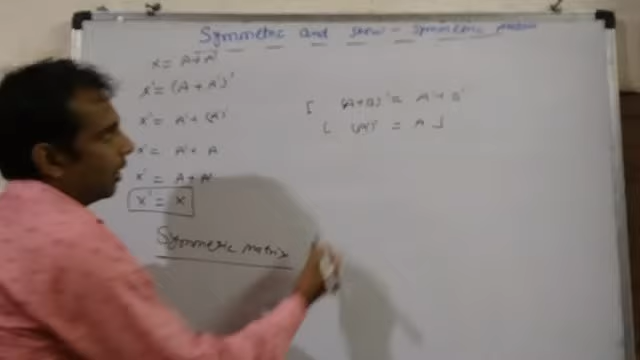 Symmetric and skew - symmetric matrix
X = A + A'
X' = (A + A')'
X' = A' + (A')'
X' = A' + A
X' = A + A'
X' = X
Symmetric matrix
[ (A+B)' = A' + B'
[ (A')' = A ]